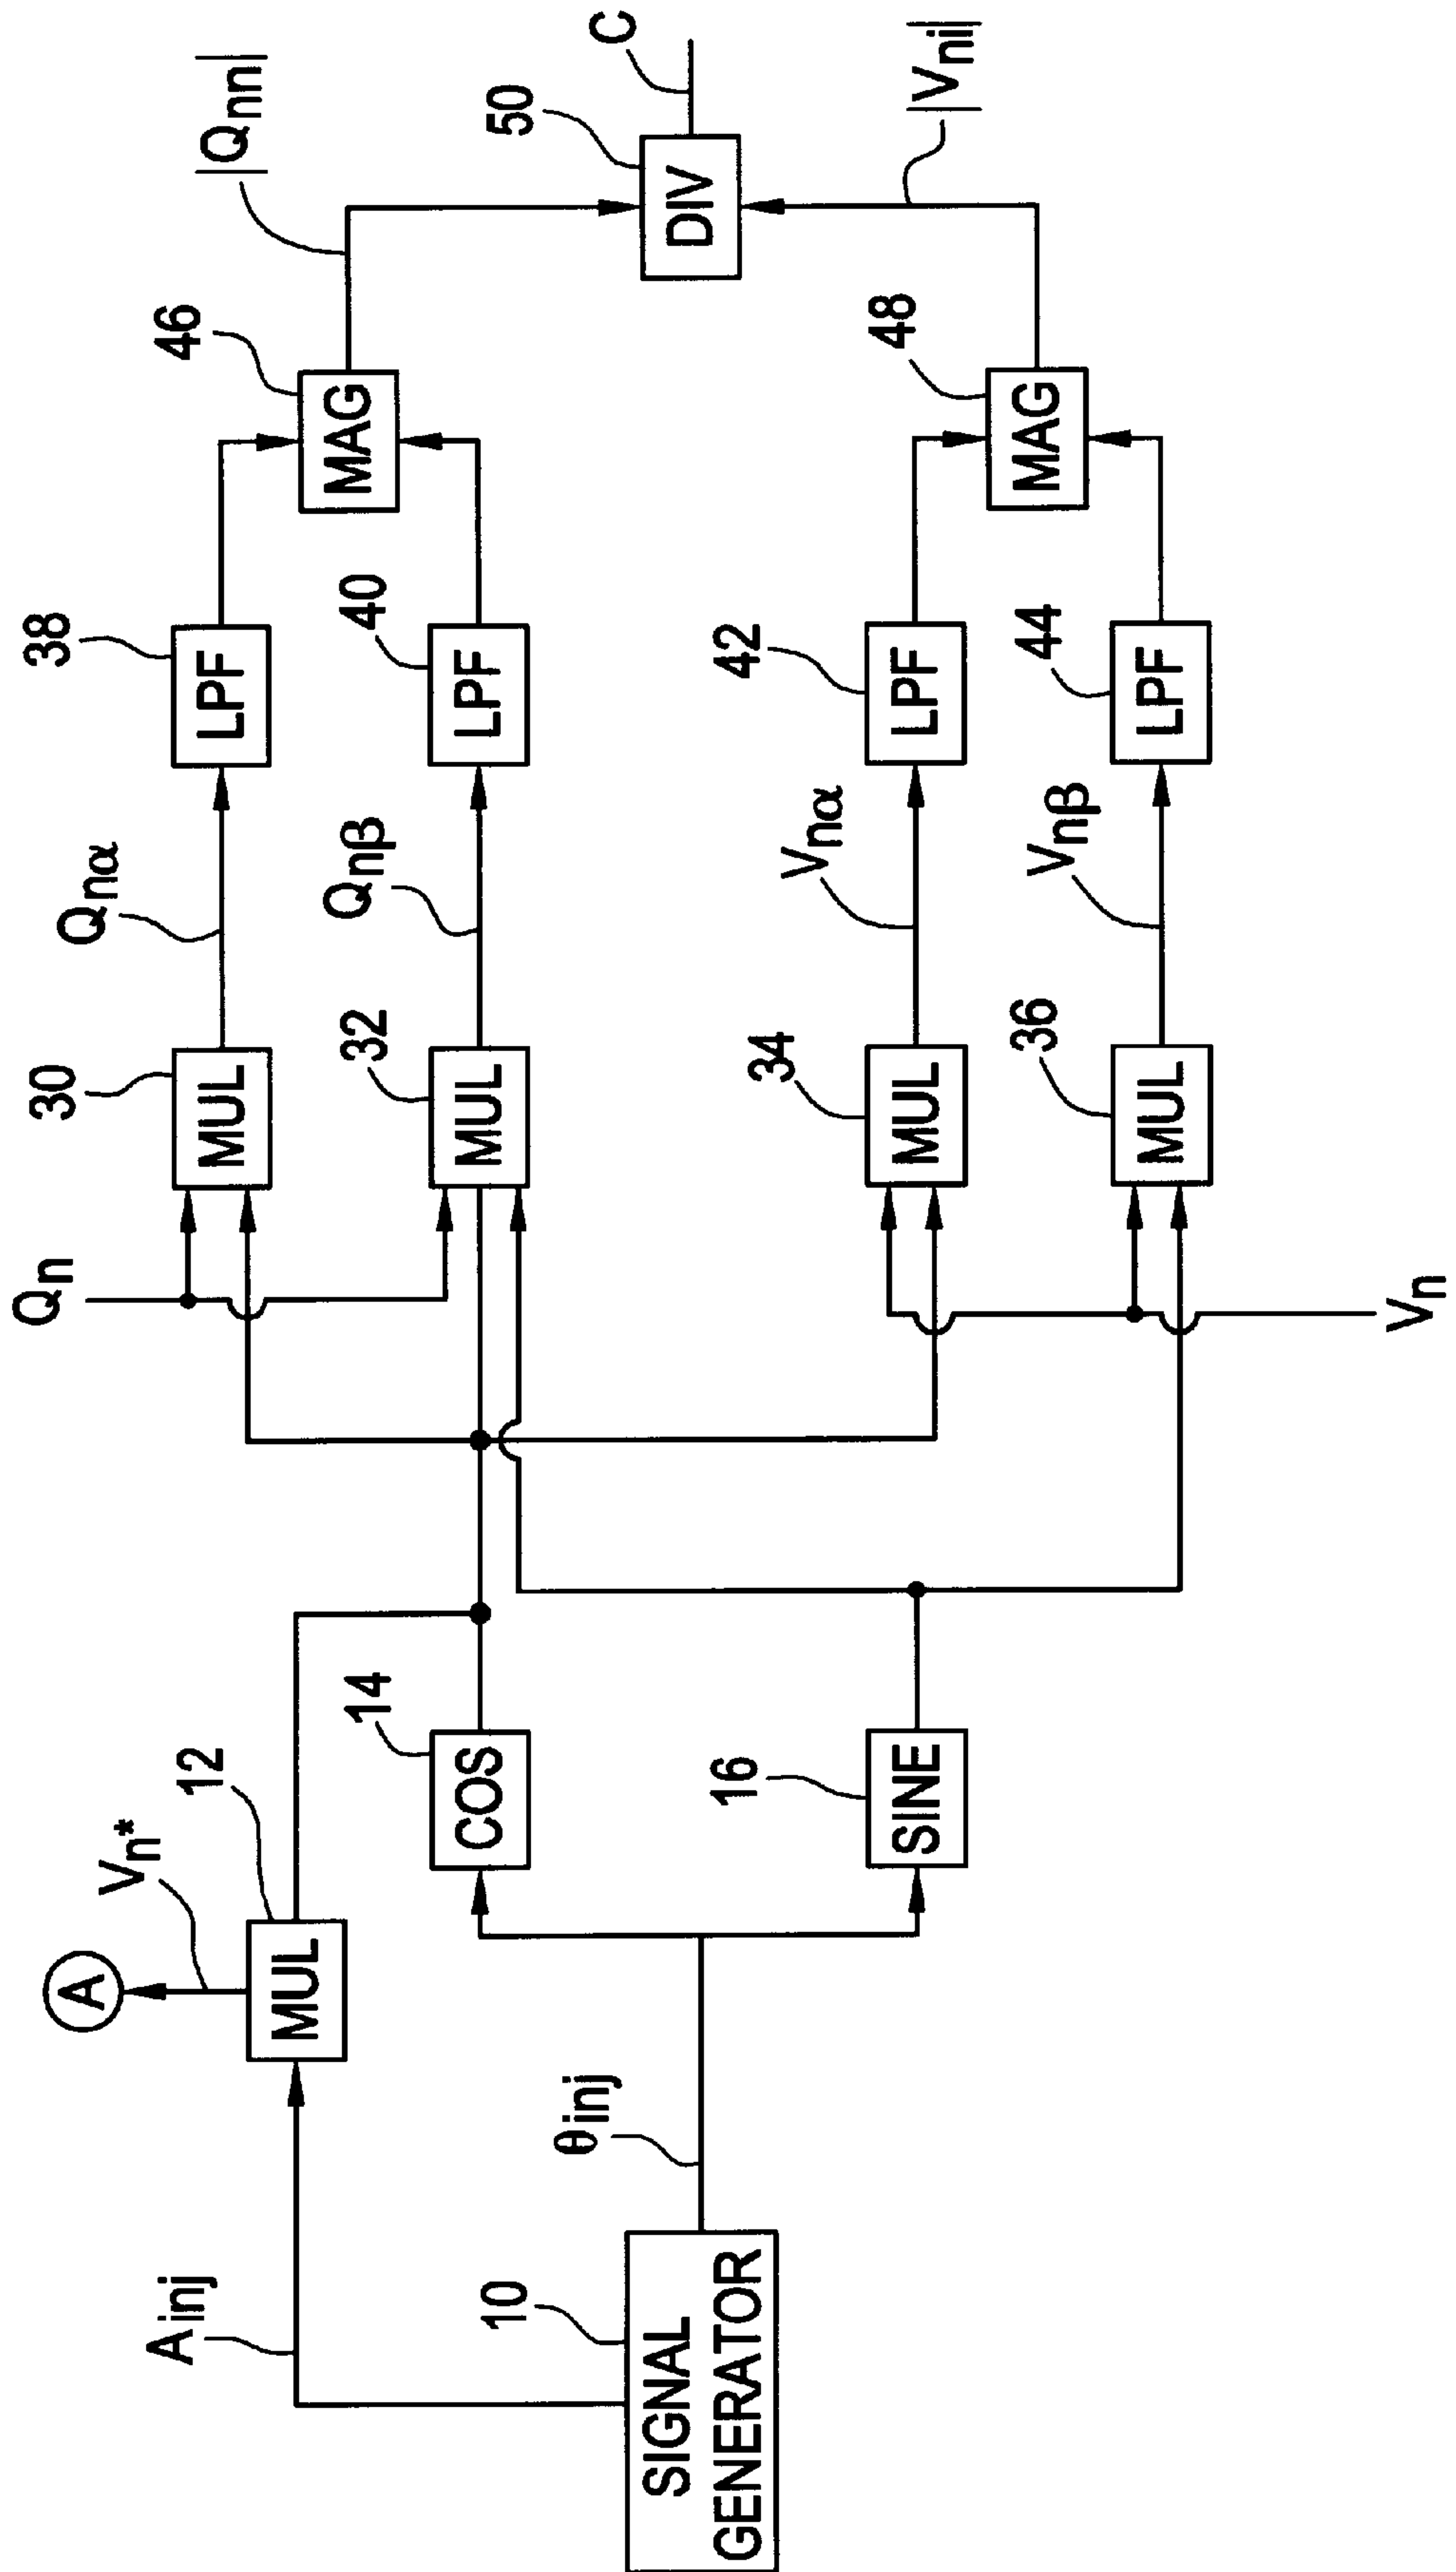 A inj
V n*
A
12
MUL
10
SIGNAL
GENERATOR
θ inj
14
COS
16
SINE
Q n
V n
30
MUL
Q nα
38
LPF
32
MUL
Q nβ
40
LPF
34
MUL
V nα
42
LPF
36
MUL
V nβ
44
LPF
46
MAG
48
MAG
|Q nn|
50
DIV
C
|V ni|